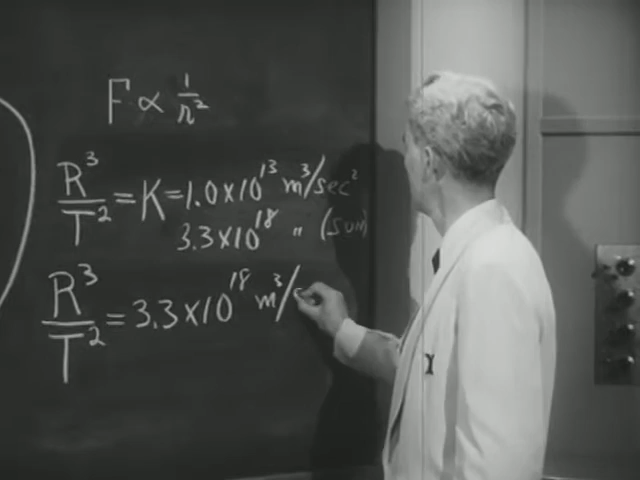 F ∝ 1/r²
R³/T² = K = 1.0×10¹³ m³/sec²
3.3×10¹⁸ " (SUN)
R³/T² = 3.3×10¹⁸ m³/s